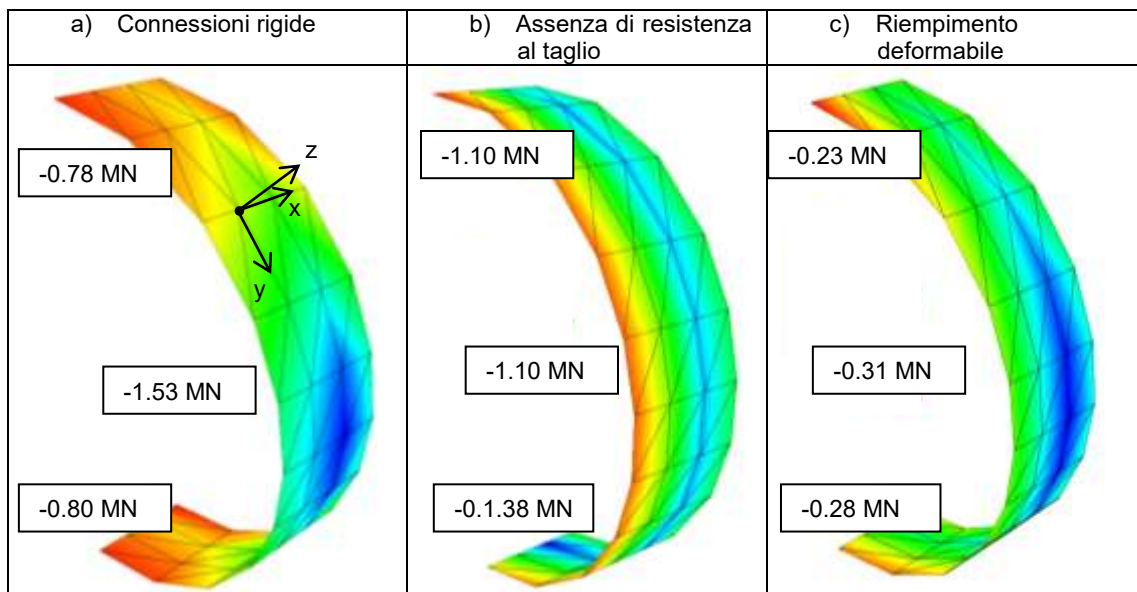 a) Connessioni rigide
b) Assenza di resistenza
al taglio
c) Riempimento
deformabile
-0.78 MN
z
x
y
-1.53 MN
-0.80 MN
-1.10 MN
-1.10 MN
-0.1.38 MN
-0.23 MN
-0.31 MN
-0.28 MN